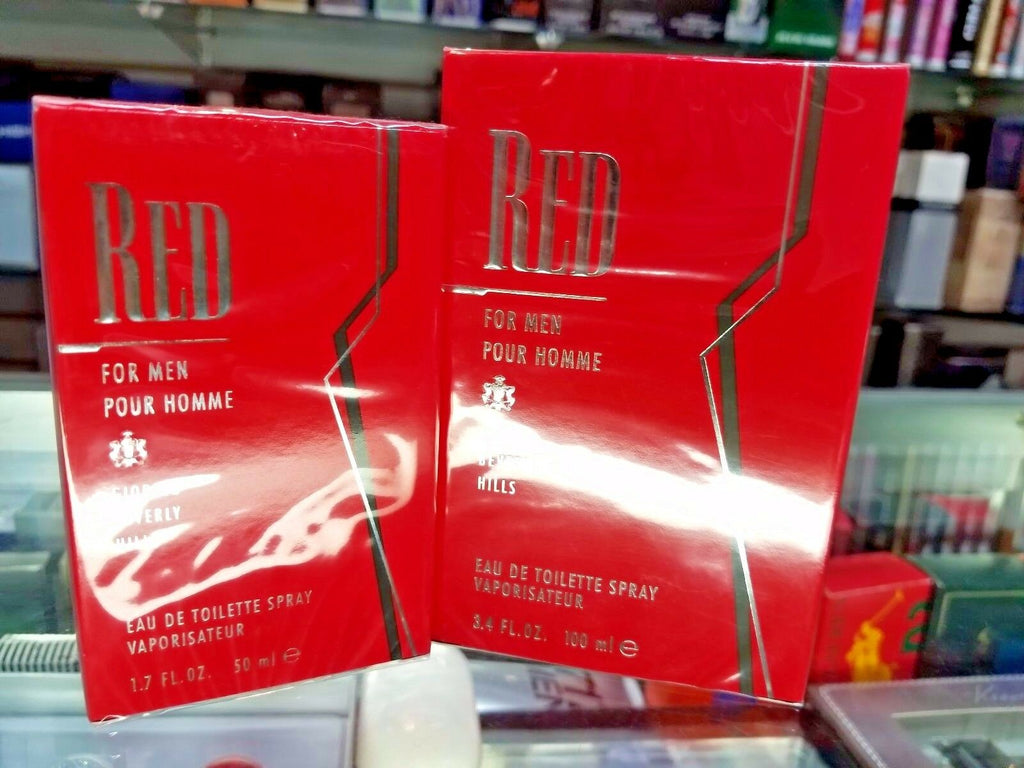 RED
FOR MEN
POUR HOMME
EAU DE TOILETTE SPRAY
VAPORISATEUR
1.7 FL.OZ. 50 ml e
RED
FOR MEN
POUR HOMME
HILLS
EAU DE TOILETTE SPRAY
VAPORISATEUR
3.4 FL.OZ. 100 ml e
2